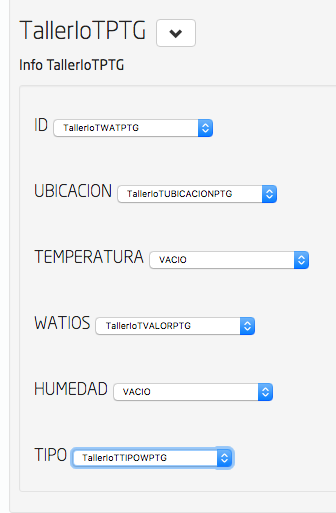 TallerIoTPTG
Info TallerIoTPTG
ID TallerIoTWATPTG
UBICACION TallerIoTUBICACIONPTG
TEMPERATURA VACIO
WATIOS TallerIoTVALORPTG
HUMEDAD VACIO
TIPO TallerIoTTIPOWPTG